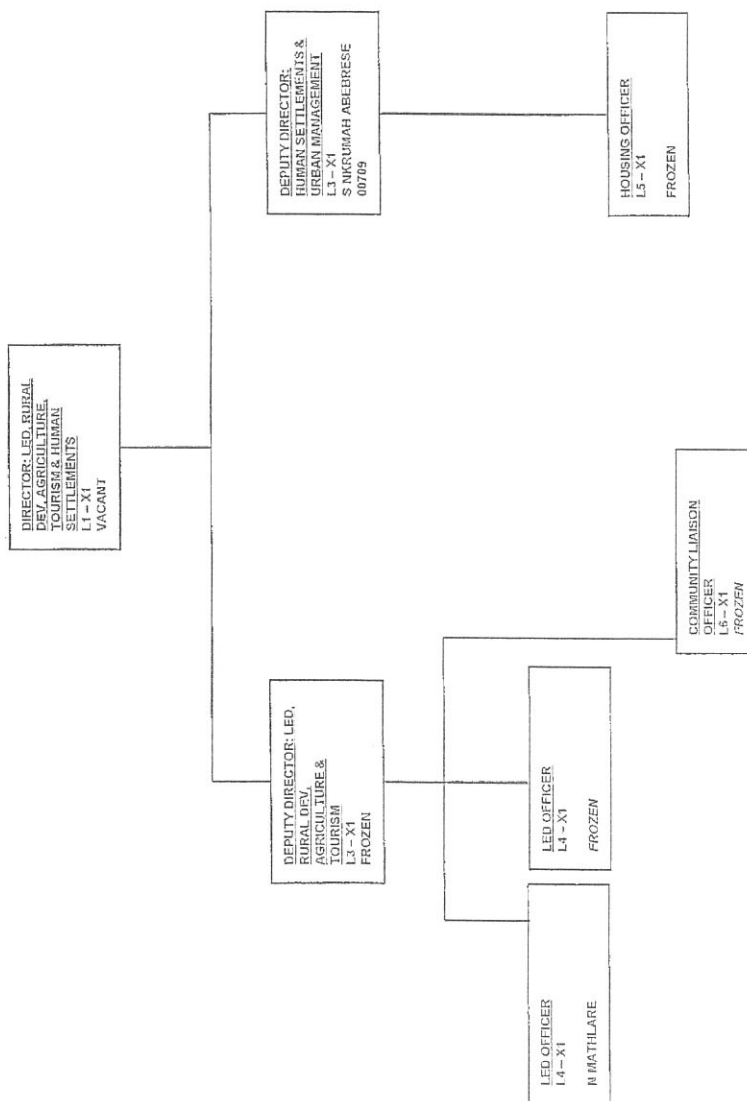 DIRECTOR: LED, RURAL
DEV, AGRICULTURE,
TOURISM & HUMAN
SETTLEMENTS
L1 – X1
VACANT
DEPUTY DIRECTOR: LED,
RURAL DEV,
AGRICULTURE &
TOURISM
L3 – X1
FROZEN
DEPUTY DIRECTOR:
HUMAN SETTLEMENTS &
URBAN MANAGEMENT
L3 – X1
S NKRUMAH ABEBRESE
00709
LED OFFICER
L4 – X1
N MATHLARE
LED OFFICER
L4 – X1
FROZEN
COMMUNITY LIAISON
OFFICER
L6 – X1
FROZEN
HOUSING OFFICER
L5 – X1
FROZEN